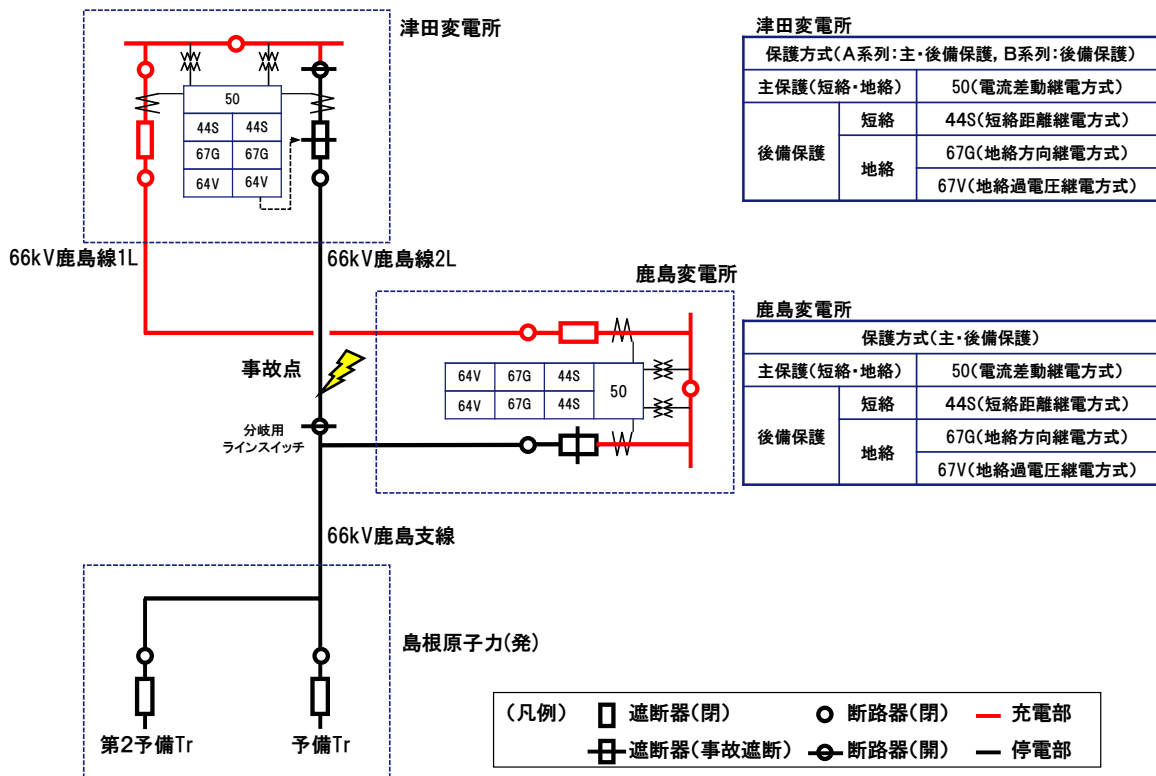 津田変電所
50
44S 44S
67G 67G
64V 64V
66kV鹿島線1L
66kV鹿島線2L
津田変電所
保護方式(A系列:主・後備保護, B系列:後備保護)
主保護(短絡・地絡) 50(電流差動継電方式)
後備保護 短絡 44S(短絡距離継電方式)
地絡 67G(地絡方向継電方式)
67V(地絡過電圧継電方式)
鹿島変電所
事故点
64V 67G 44S 50
64V 67G 44S
分岐用
ラインスイッチ
鹿島変電所
保護方式(主・後備保護)
主保護(短絡・地絡) 50(電流差動継電方式)
後備保護 短絡 44S(短絡距離継電方式)
地絡 67G(地絡方向継電方式)
67V(地絡過電圧継電方式)
66kV鹿島支線
島根原子力(発)
第2予備Tr
予備Tr
(凡例) 遮断器(閉) 断路器(閉) 充電部
遮断器(事故遮断) 断路器(開) 停電部